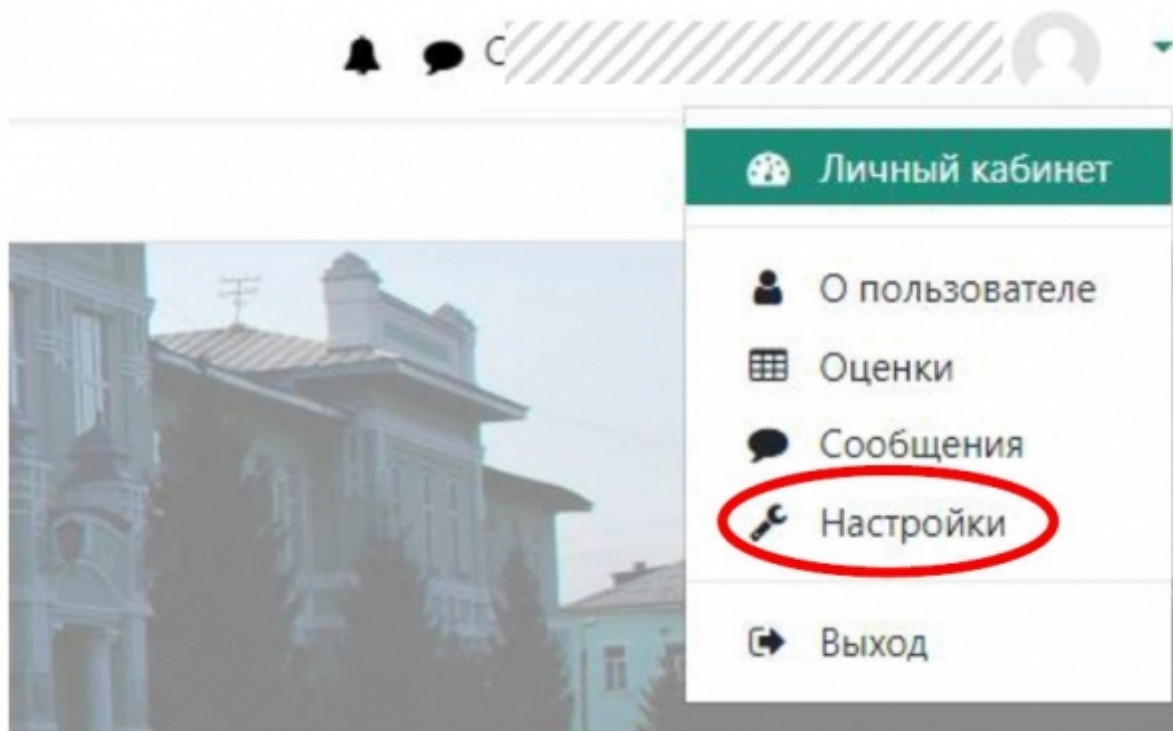 С
Личный кабинет
О пользователе
Оценки
Сообщения
Настройки
Выход